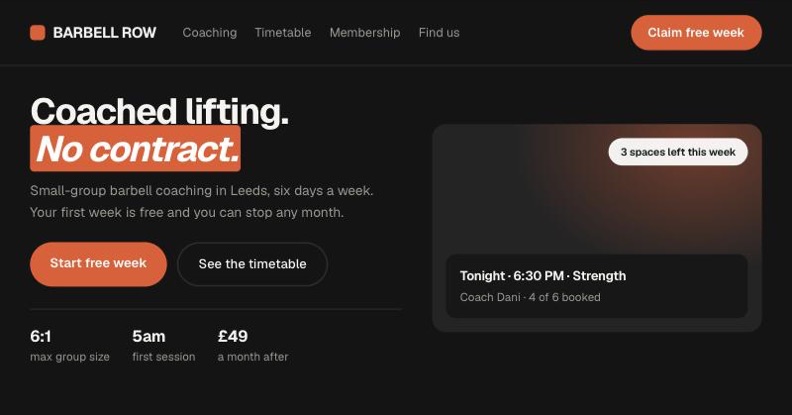 BARBELL ROW
Coaching
Timetable
Membership
Find us
Claim free week
Coached lifting.
No contract.
Small-group barbell coaching in Leeds, six days a week.
Your first week is free and you can stop any month.
Start free week
See the timetable
6:1
max group size
5am
first session
£49
a month after
3 spaces left this week
Tonight · 6:30 PM · Strength
Coach Dani · 4 of 6 booked